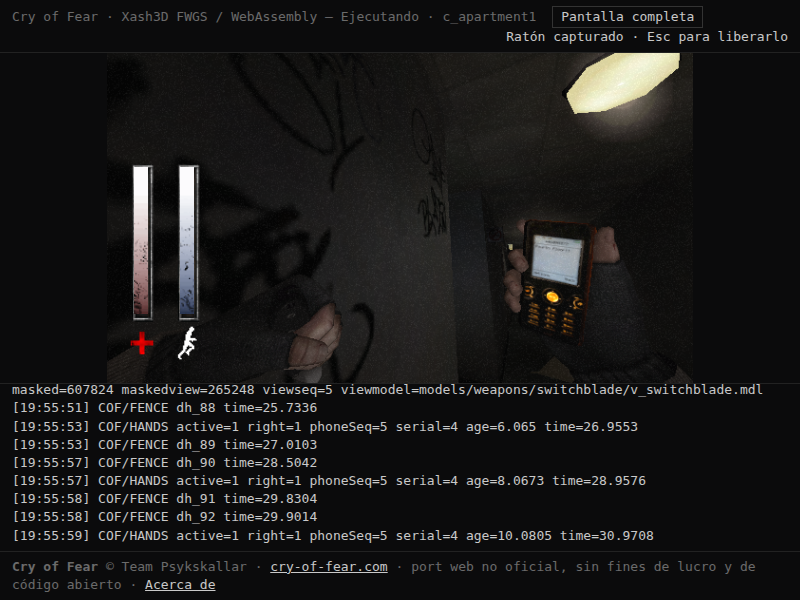 Cry of Fear · Xash3D FWGS / WebAssembly — Ejecutando · c_apartment1
Pantalla completa
Ratón capturado · Esc para liberarlo
masked=607824 maskedview=265248 viewseq=5 viewmodel=models/weapons/switchblade/v_switchblade.mdl
[19:55:51] COF/FENCE dh_88 time=25.7336
[19:55:53] COF/HANDS active=1 right=1 phoneSeq=5 serial=4 age=6.065 time=26.9553
[19:55:53] COF/FENCE dh_89 time=27.0103
[19:55:57] COF/FENCE dh_90 time=28.5042
[19:55:57] COF/HANDS active=1 right=1 phoneSeq=5 serial=4 age=8.0673 time=28.9576
[19:55:58] COF/FENCE dh_91 time=29.8304
[19:55:58] COF/FENCE dh_92 time=29.9014
[19:55:59] COF/HANDS active=1 right=1 phoneSeq=5 serial=4 age=10.0805 time=30.9708
Cry of Fear © Team Psykskallar · cry-of-fear.com · port web no oficial, sin fines de lucro y de
código abierto · Acerca de